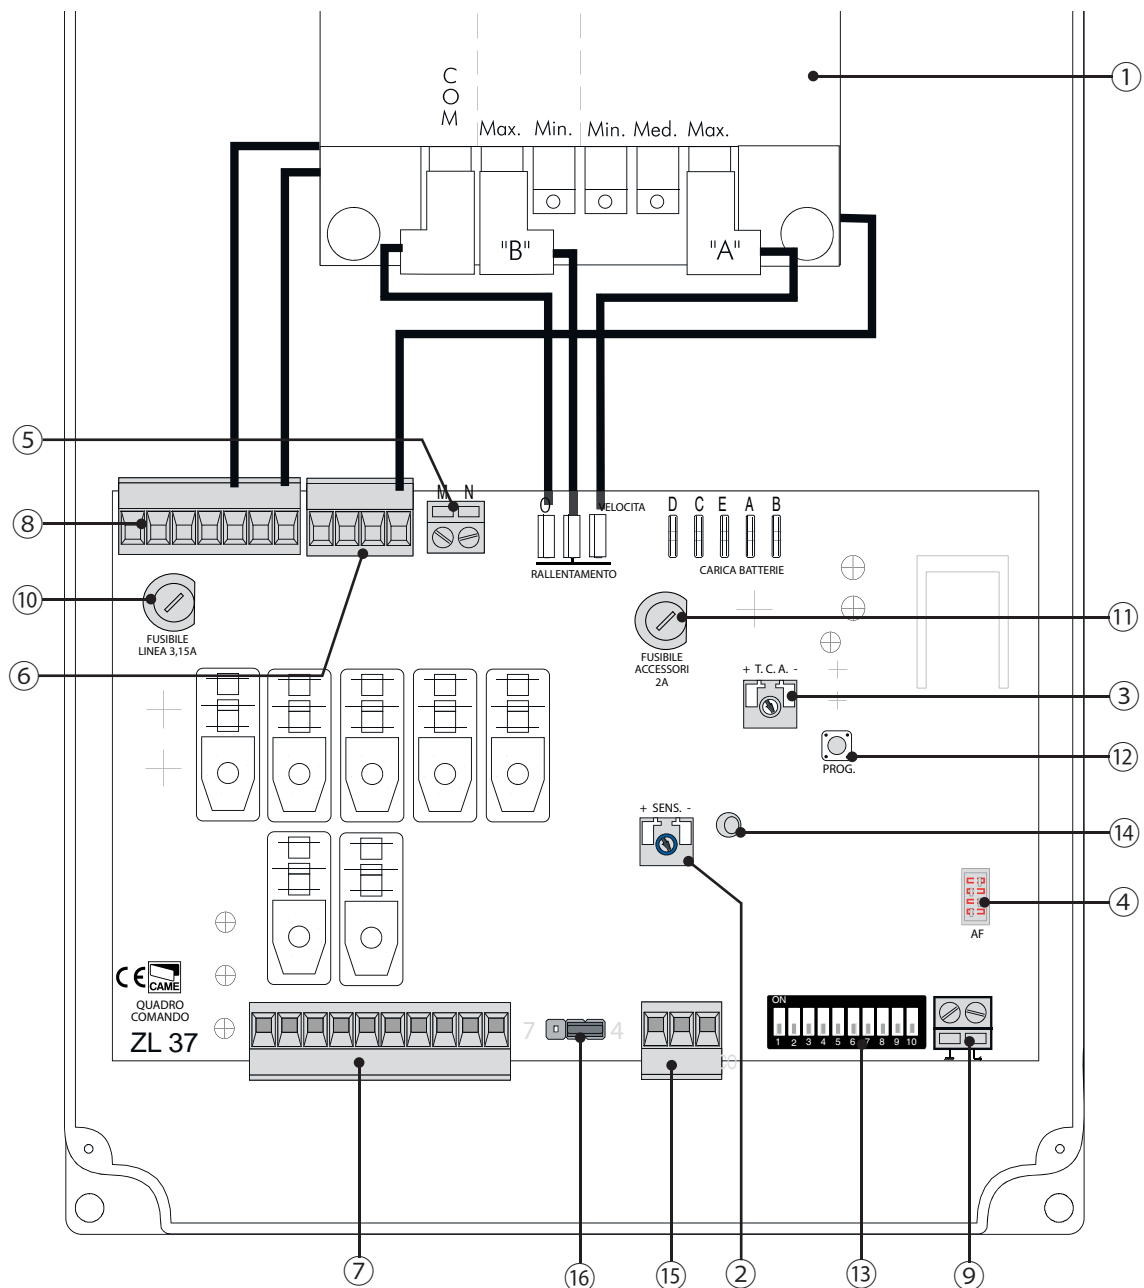 COM
Max. Min. Min. Med. Max.
1
"B" "A"
5
M N
O VELOCITA D C E A B
8
RALLENTAMENTO CARICA BATTERIE
10
11
FUSIBILE
LINEA 3,15A
FUSIBILE
ACCESSORI
2A
6
+ T. C. A. -
3
12
PROG.
+ SENS. -
14
4
AF
CE CAME
QUADRO
COMANDO
ZL 37
7 4
ON
1 2 3 4 5 6 7 8 9 10
7
16
15
2
13
9